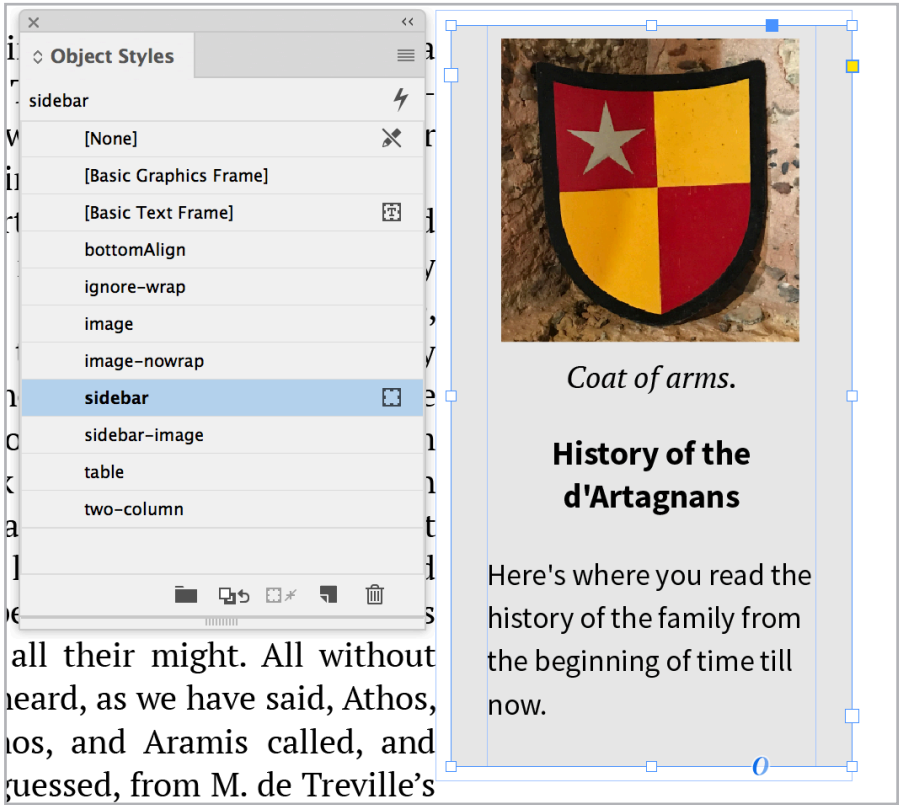 Object Styles
sidebar
[None]
[Basic Graphics Frame]
[Basic Text Frame]
bottomAlign
ignore-wrap
image
image-nowrap
sidebar
sidebar-image
table
two-column
all their might. All without
heard, as we have said, Athos,
and Aramis called, and
guessed, from M. de Treville’s
Coat of arms.
History of the
d'Artagnans
Here's where you read the
history of the family from
the beginning of time till
now.